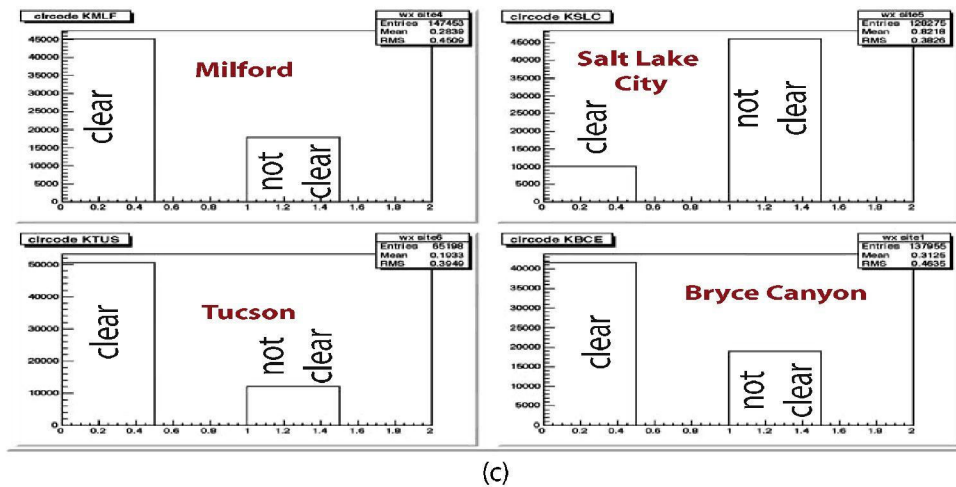 clrcode KMLF
wx site4
Entries 147453
Mean 0.2839
RMS 0.4509
Milford
clear
not
clear
45000
40000
35000
30000
25000
20000
15000
10000
5000
0
0 0.2 0.4 0.6 0.8 1 1.2 1.4 1.6 1.8 2
clrcode KSLC
wx site5
Entries 128275
Mean 0.8218
RMS 0.3826
Salt Lake
City
clear
not
clear
45000
40000
35000
30000
25000
20000
15000
10000
5000
0
0 0.2 0.4 0.6 0.8 1 1.2 1.4 1.6 1.8 2
clrcode KTUS
wx site6
Entries 65198
Mean 0.1933
RMS 0.3949
Tucson
clear
not
clear
50000
40000
30000
20000
10000
0
0 0.2 0.4 0.6 0.8 1 1.2 1.4 1.6 1.8 2
clrcode KBCE
wx site1
Entries 137955
Mean 0.3125
RMS 0.4635
Bryce Canyon
clear
not
clear
40000
35000
30000
25000
20000
15000
10000
5000
0
0 0.2 0.4 0.6 0.8 1 1.2 1.4 1.6 1.8 2
(c)